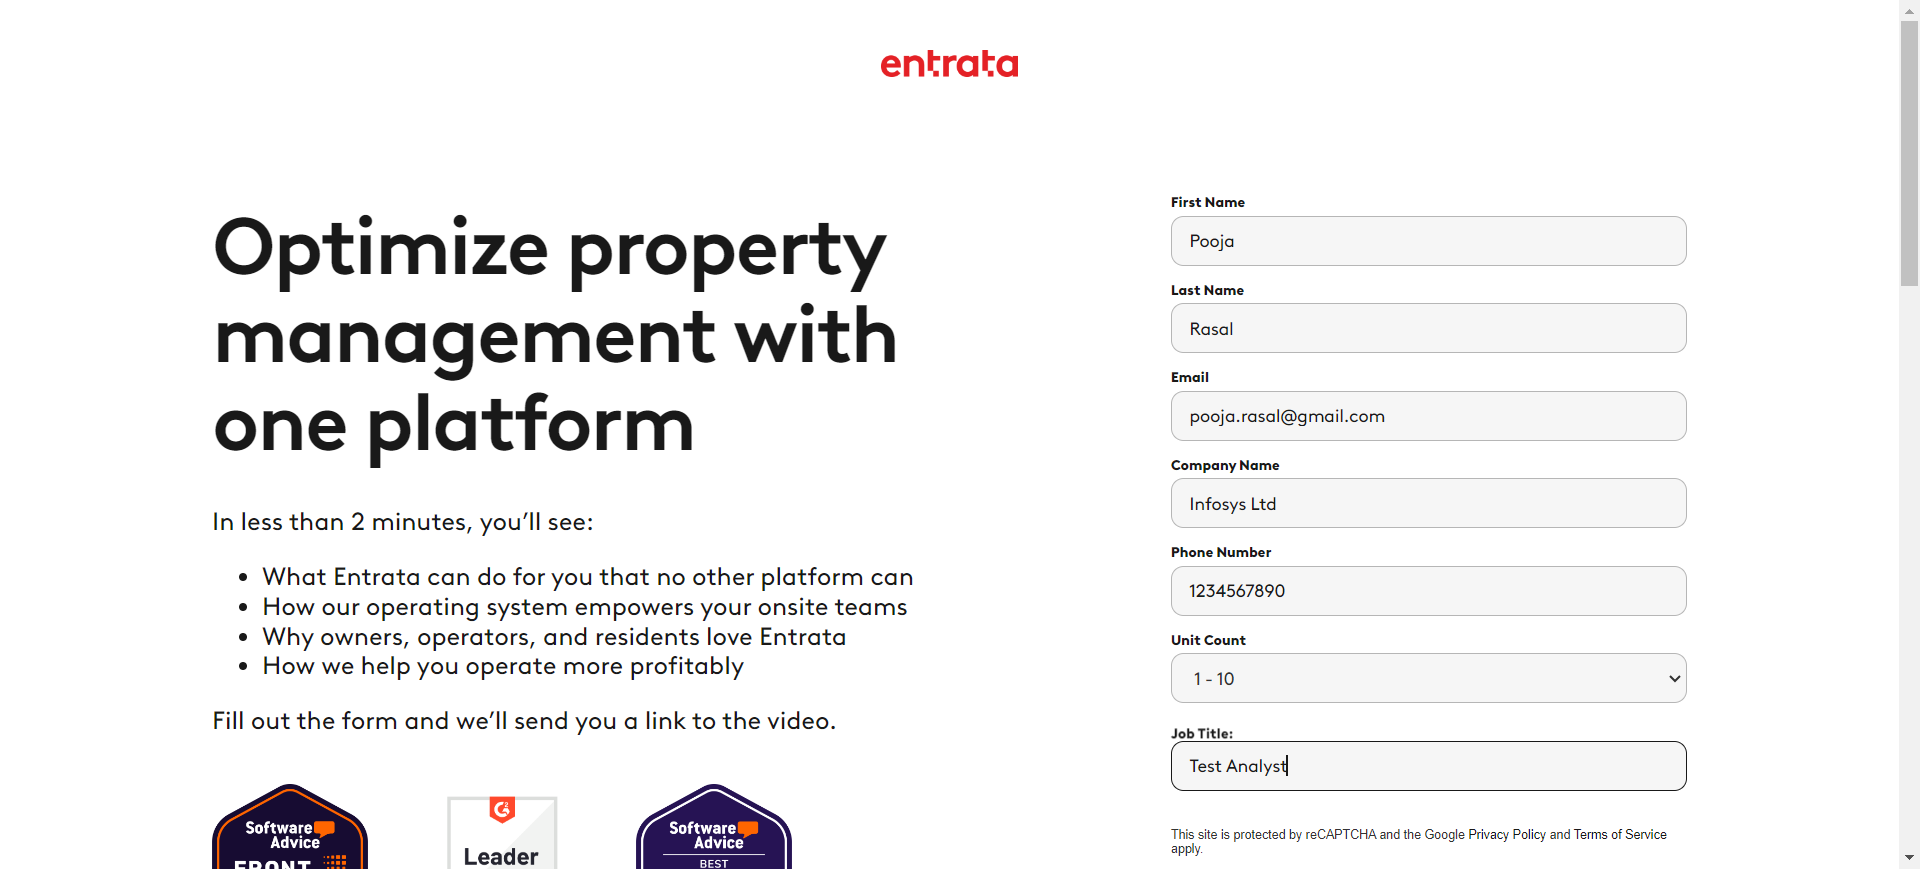 entrata
Optimize property
management with
one platform
In less than 2 minutes, you’ll see:
What Entrata can do for you that no other platform can
How our operating system empowers your onsite teams
Why owners, operators, and residents love Entrata
How we help you operate more profitably
Fill out the form and we’ll send you a link to the video.
Software
Advice
FRONT
G2
Leader
Software
Advice
BEST
First Name
Pooja
Last Name
Rasal
Email
pooja.rasal@gmail.com
Company Name
Infosys Ltd
Phone Number
1234567890
Unit Count
1 - 10
Job Title:
Test Analyst
This site is protected by reCAPTCHA and the Google Privacy Policy and Terms of Service
apply.